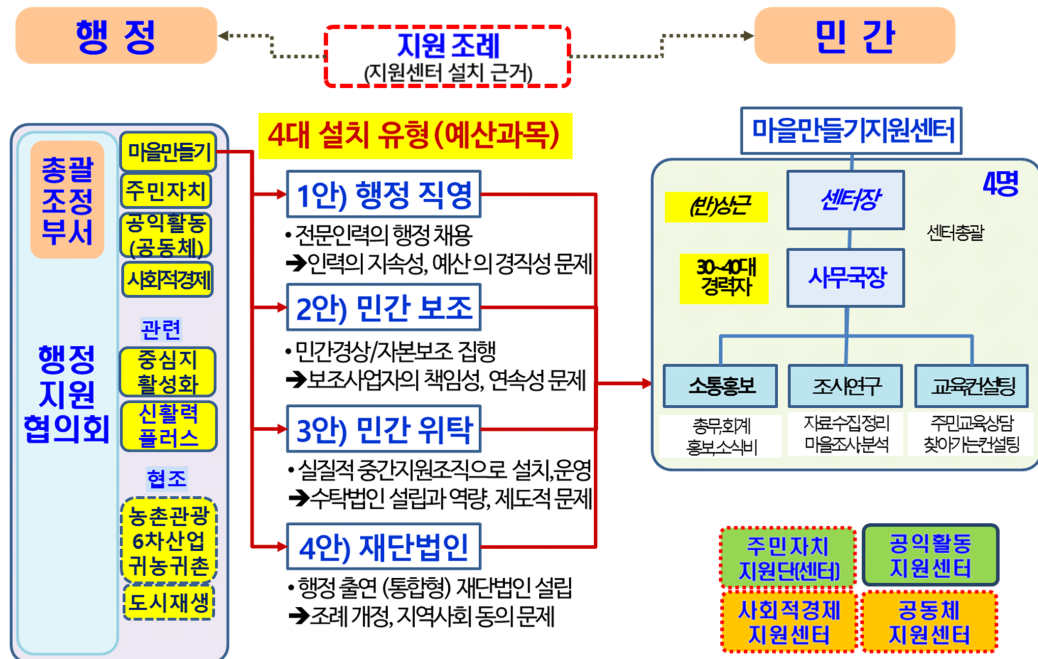 행 정
지원 조례
(지원센터 설치 근거)
민 간
총괄
조정
부서
행정
지원
협의회
마을만들기
주민자치
공익활동
(공동체)
사회적경제
관련
중심지
활성화
신활력
플러스
협조
농촌관광
6차산업
귀농귀촌
도시재생
4대 설치 유형(예산과목)
1안) 행정 직영
• 전문인력의 행정 채용
➔인력의 지속성, 예산의 경직성 문제
2안) 민간 보조
• 민간경상/자본보조 집행
➔보조사업자의 책임성, 연속성 문제
3안) 민간 위탁
• 실질적 중간지원조직으로 설치,운영
➔수탁법인 설립과 역량, 제도적 문제
4안) 재단법인
• 행정 출연 (통합형) 재단법인 설립
➔조례 개정, 지역사회 동의 문제
마을만들기지원센터
4명
(반)상근
센터장
센터총괄
30~40대
경력자
사무국장
소통홍보
총무,회계
홍보,소식비
조사연구
자료수집,정리
마을조사,분석
교육컨설팅
주민교육,상담
찾아가는컨설팅
주민자치
지원단(센터)
공익활동
지원센터
사회적경제
지원센터
공동체
지원센터